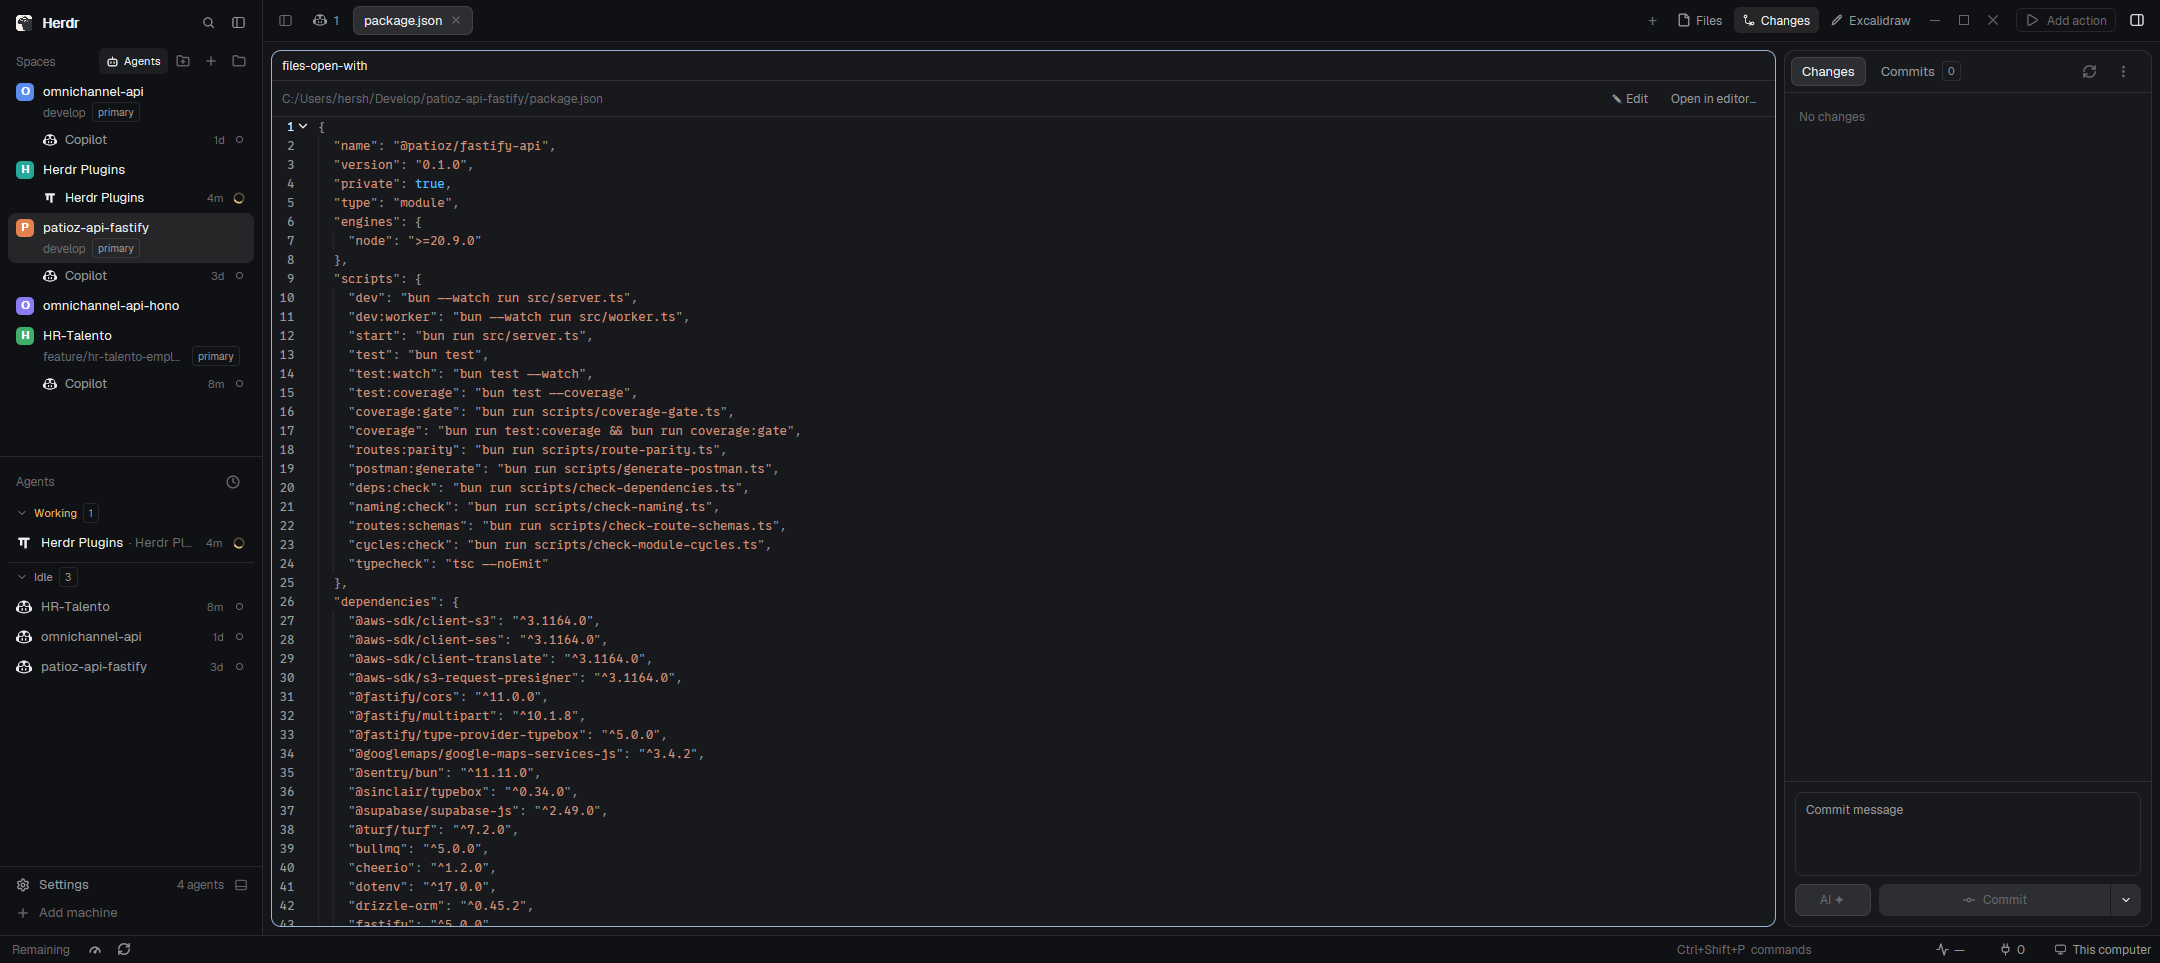 Herdr
1
package.json
Files
Changes
Excalidraw
Add action
Spaces
Agents
omnichannel-api
develop primary
Copilot 1d
Herdr Plugins
Herdr Plugins 4m
patioz-api-fastify
develop primary
Copilot 3d
omnichannel-api-hono
HR-Talento
feature/hr-talento-empl... primary
Copilot 8m
Agents
Working 1
Herdr Plugins · Herdr Pl... 4m
Idle 3
HR-Talento 8m
omnichannel-api 1d
patioz-api-fastify 3d
Settings 4 agents
Add machine
files-open-with
C:/Users/hersh/Develop/patioz-api-fastify/package.json Edit Open in editor...
1 {
2 "name": "@patioz/fastify-api",
3 "version": "0.1.0",
4 "private": true,
5 "type": "module",
6 "engines": {
7 "node": ">=20.9.0"
8 },
9 "scripts": {
10 "dev": "bun --watch run src/server.ts",
11 "dev:worker": "bun --watch run src/worker.ts",
12 "start": "bun run src/server.ts",
13 "test": "bun test",
14 "test:watch": "bun test --watch",
15 "test:coverage": "bun test --coverage",
16 "coverage:gate": "bun run scripts/coverage-gate.ts",
17 "coverage": "bun run test:coverage && bun run coverage:gate",
18 "routes:parity": "bun run scripts/route-parity.ts",
19 "postman:generate": "bun run scripts/generate-postman.ts",
20 "deps:check": "bun run scripts/check-dependencies.ts",
21 "naming:check": "bun run scripts/check-naming.ts",
22 "routes:schemas": "bun run scripts/check-route-schemas.ts",
23 "cycles:check": "bun run scripts/check-module-cycles.ts",
24 "typecheck": "tsc --noEmit"
25 },
26 "dependencies": {
27 "@aws-sdk/client-s3": "^3.1164.0",
28 "@aws-sdk/client-ses": "^3.1164.0",
29 "@aws-sdk/client-translate": "^3.1164.0",
30 "@aws-sdk/s3-request-presigner": "^3.1164.0",
31 "@fastify/cors": "^11.0.0",
32 "@fastify/multipart": "^10.1.8",
33 "@fastify/type-provider-typebox": "^5.0.0",
34 "@googlemaps/google-maps-services-js": "^3.4.2",
35 "@sentry/bun": "^11.11.0",
36 "@sinclair/typebox": "^0.34.0",
37 "@supabase/supabase-js": "^2.49.0",
38 "@turf/turf": "^7.2.0",
39 "bullmq": "^5.0.0",
40 "cheerio": "^1.2.0",
41 "dotenv": "^17.0.0",
42 "drizzle-orm": "^0.45.2",
43 "fastify": "^5.0.0"
Changes
Commits 0
No changes
Commit message
AI
Commit
Remaining
Ctrl+Shift+P commands
0
This computer